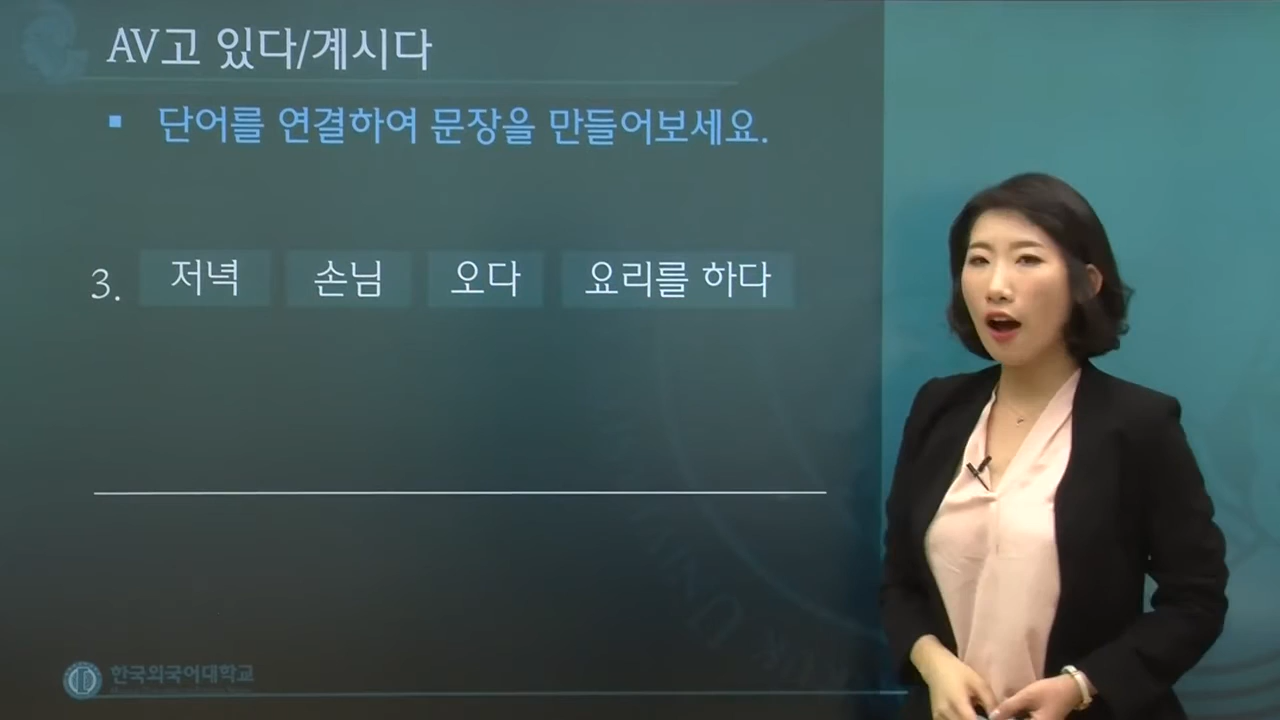 AV고 있다/계시다
▪ 단어를 연결하여 문장을 만들어보세요.
3. 저녁 손님 오다 요리를 하다
한국외국어대학교